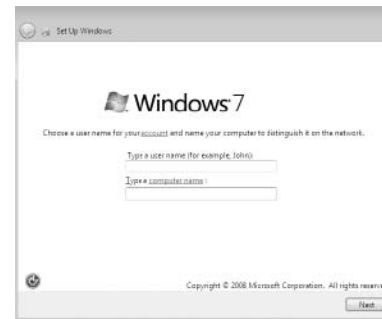 Set Up Windows
Windows 7
Choose a user name for your account and name your computer to distinguish it on the network.
Type a user name (for example, John):
Type a computer name :
Copyright © 2008 Microsoft Corporation. All rights reserve
Next